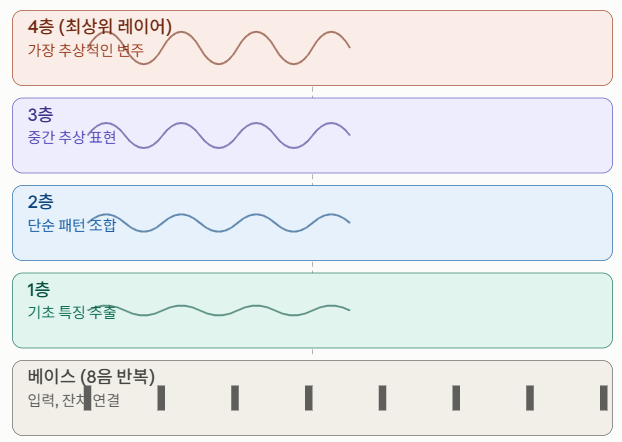 4층 (최상위 레이어)
가장 추상적인 변주
3층
중간 추상 표현
2층
단순 패턴 조합
1층
기초 특징 추출
베이스 (8음 반복)
입력, 잔차 연결